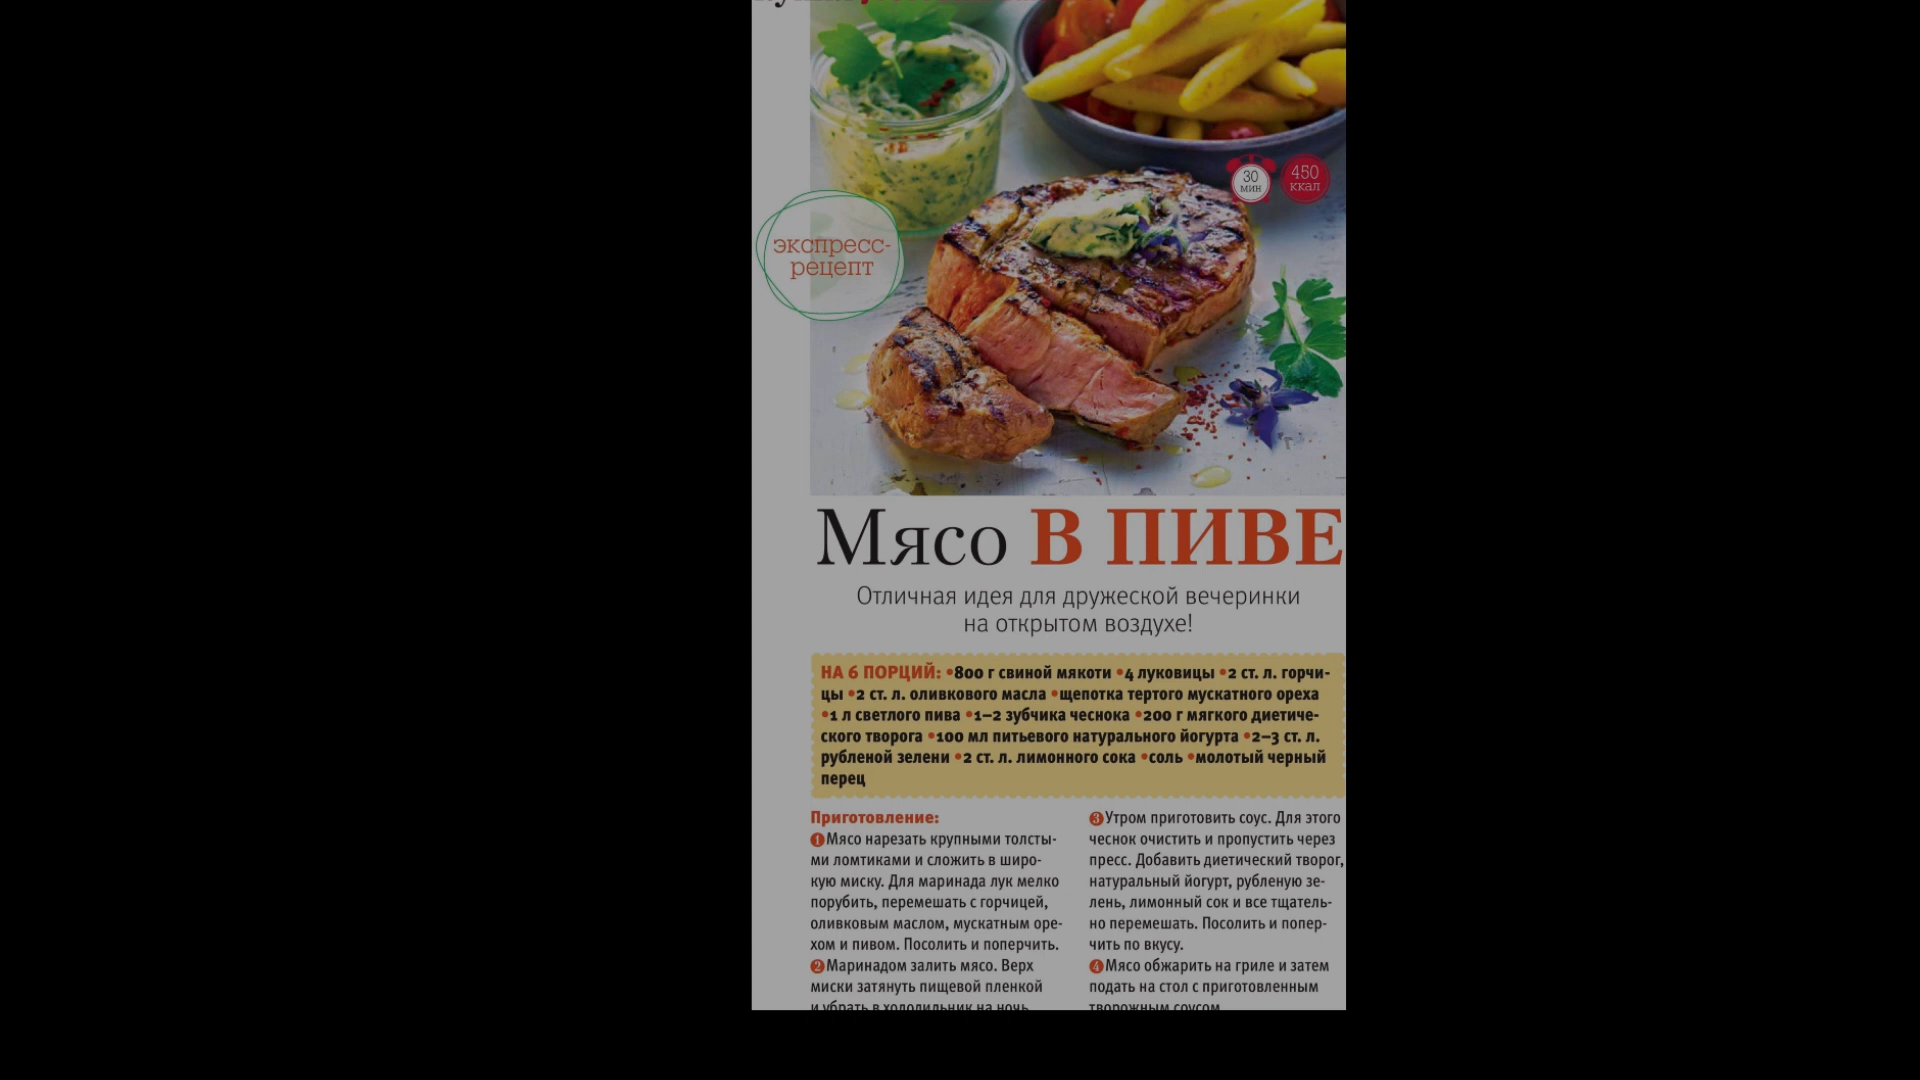 30
мин
450
ккал
экспресс-
рецепт
Мясо В ПИВЕ
Отличная идея для дружеской вечеринки
на открытом воздухе!
НА 6 ПОРЦИЙ: •800 г свиной мякоти •4 луковицы •2 ст. л. горчи-
цы •2 ст. л. оливкового масла •щепотка тертого мускатного ореха
•1 л светлого пива •1–2 зубчика чеснока •200 г мягкого диетиче-
ского творога •100 мл питьевого натурального йогурта •2–3 ст. л.
рубленой зелени •2 ст. л. лимонного сока •соль •молотый черный
перец
Приготовление:
1 Мясо нарезать крупными толсты-
ми ломтиками и сложить в широ-
кую миску. Для маринада лук мелко
порубить, перемешать с горчицей,
оливковым маслом, мускатным оре-
хом и пивом. Посолить и поперчить.
2 Маринадом залить мясо. Верх
миски затянуть пищевой пленкой
и убрать в холодильник на ночь.
3 Утром приготовить соус. Для этого
чеснок очистить и пропустить через
пресс. Добавить диетический творог,
натуральный йогурт, рубленую зе-
лень, лимонный сок и все тщатель-
но перемешать. Посолить и попер-
чить по вкусу.
4 Мясо обжарить на гриле и затем
подать на стол с приготовленным
творожным соусом.